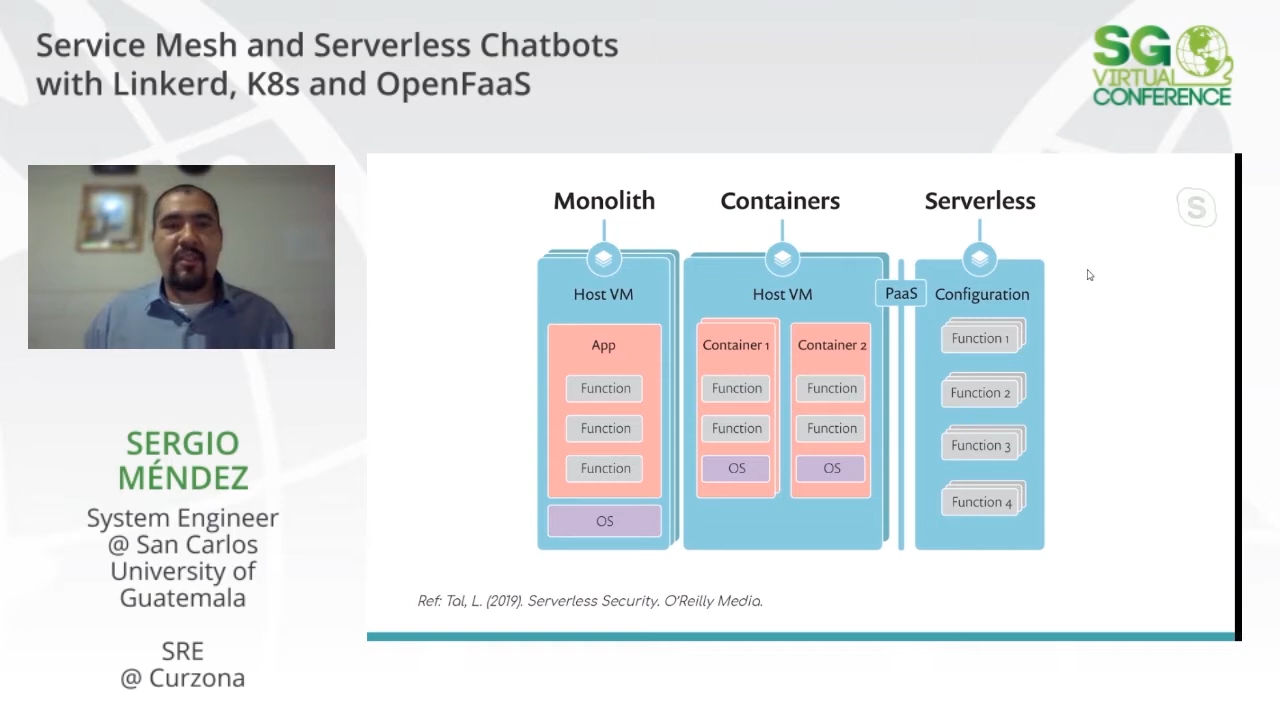 Service Mesh and Serverless Chatbots
with Linkerd, K8s and OpenFaaS
SG
VIRTUAL
CONFERENCE
SERGIO
MÉNDEZ
System Engineer
@ San Carlos
University of
Guatemala
SRE
@ Curzona
Monolith
Containers
Serverless
Host VM
Host VM
PaaS
Configuration
App
Function
Function
Function
OS
Container 1
Function
Function
OS
Container 2
Function
Function
OS
Function 1
Function 2
Function 3
Function 4
S
Ref: Tal, L. (2019). Serverless Security. O'Reilly Media.